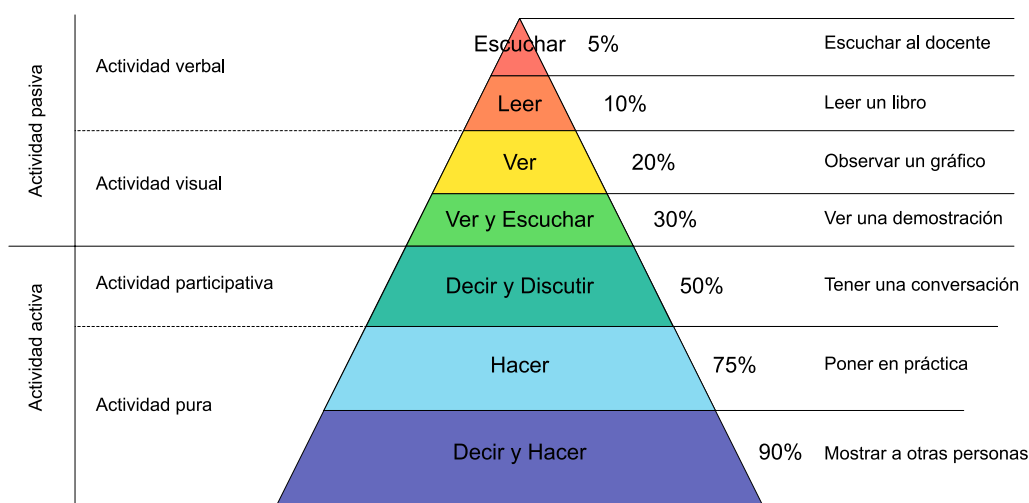 Actividad pasiva
Actividad verbal
Escuchar 5% Escuchar al docente
Leer 10% Leer un libro
Actividad visual
Ver 20% Observar un gráfico
Ver y Escuchar 30% Ver una demostración
Actividad activa
Actividad participativa
Decir y Discutir 50% Tener una conversación
Actividad pura
Hacer 75% Poner en práctica
Decir y Hacer 90% Mostrar a otras personas